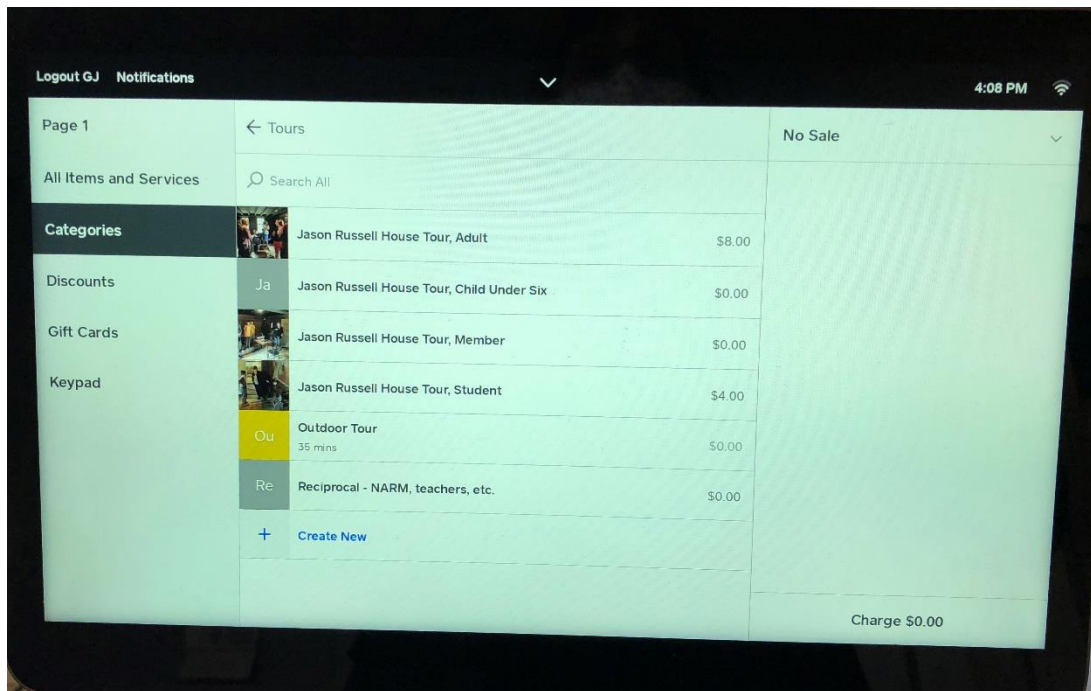 Logout GJ Notifications
4:08 PM
Page 1
All Items and Services
Categories
Discounts
Gift Cards
Keypad
← Tours
Search All
Jason Russell House Tour, Adult $8.00
Ja Jason Russell House Tour, Child Under Six $0.00
Jason Russell House Tour, Member $0.00
Jason Russell House Tour, Student $4.00
Ou Outdoor Tour $0.00
35 mins
Re Reciprocal - NARM, teachers, etc. $0.00
+ Create New
No Sale
Charge $0.00